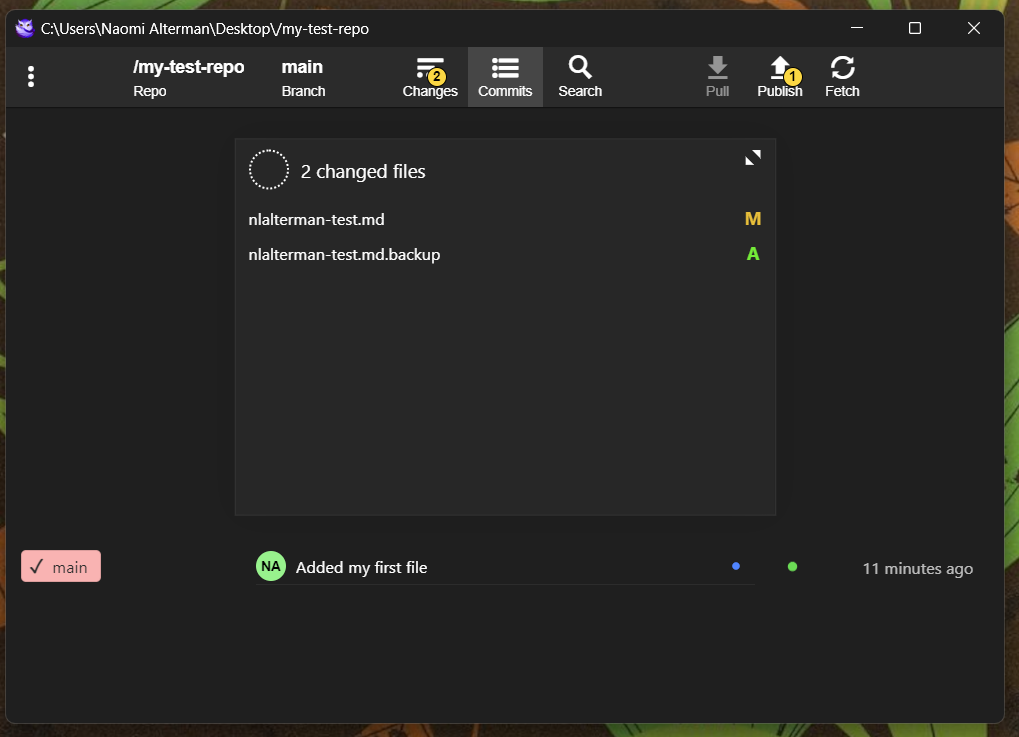 C:\Users\Naomi Alterman\Desktop\/my-test-repo
/my-test-repo
Repo
main
Branch
2
Changes
Commits
Search
Pull
1
Publish
Fetch
2 changed files
nlalterman-test.md M
nlalterman-test.md.backup A
main
NA Added my first file
11 minutes ago